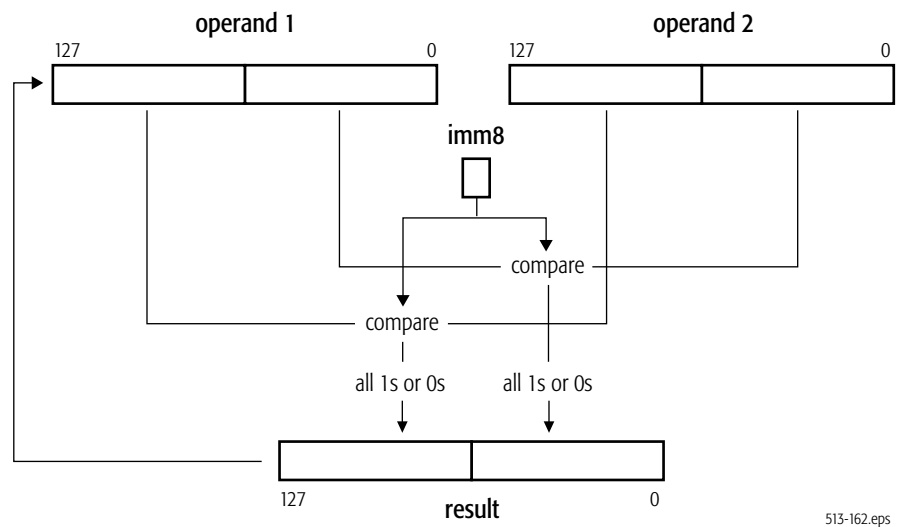 operand 1 operand 2
127 0 127 0
imm8
compare
compare
all 1s or 0s all 1s or 0s
127 result 0
513-162.eps